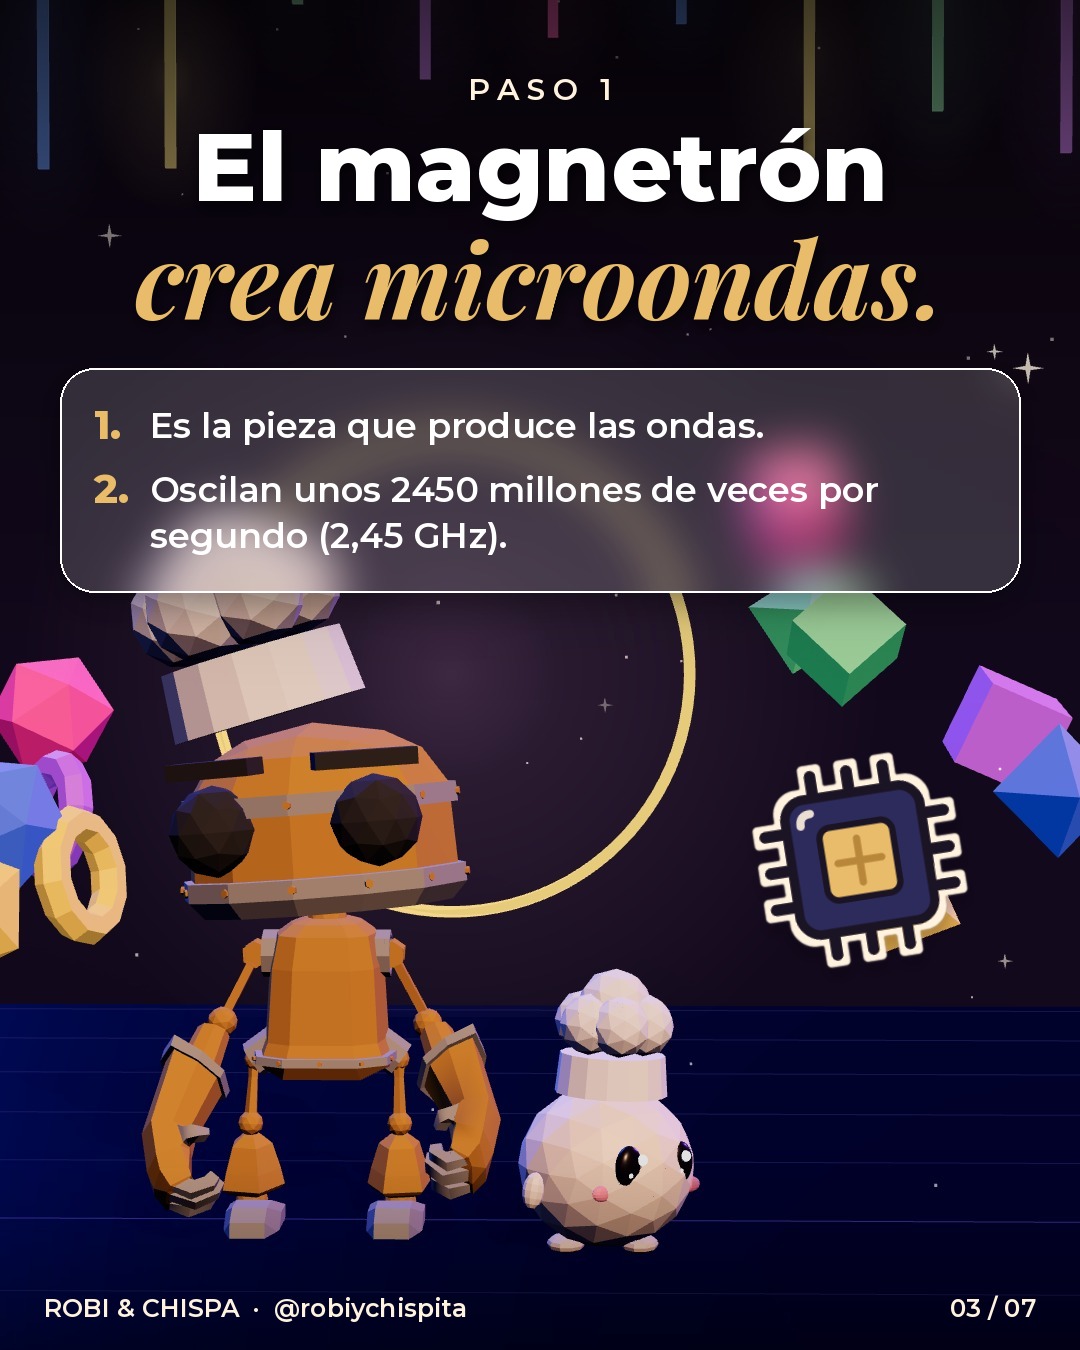 PASO 1
El magnetrón
crea microondas.
1. Es la pieza que produce las ondas.
2. Oscilan unos 2450 millones de veces por
segundo (2,45 GHz).
ROBI & CHISPA · @robiychispita
03 / 07